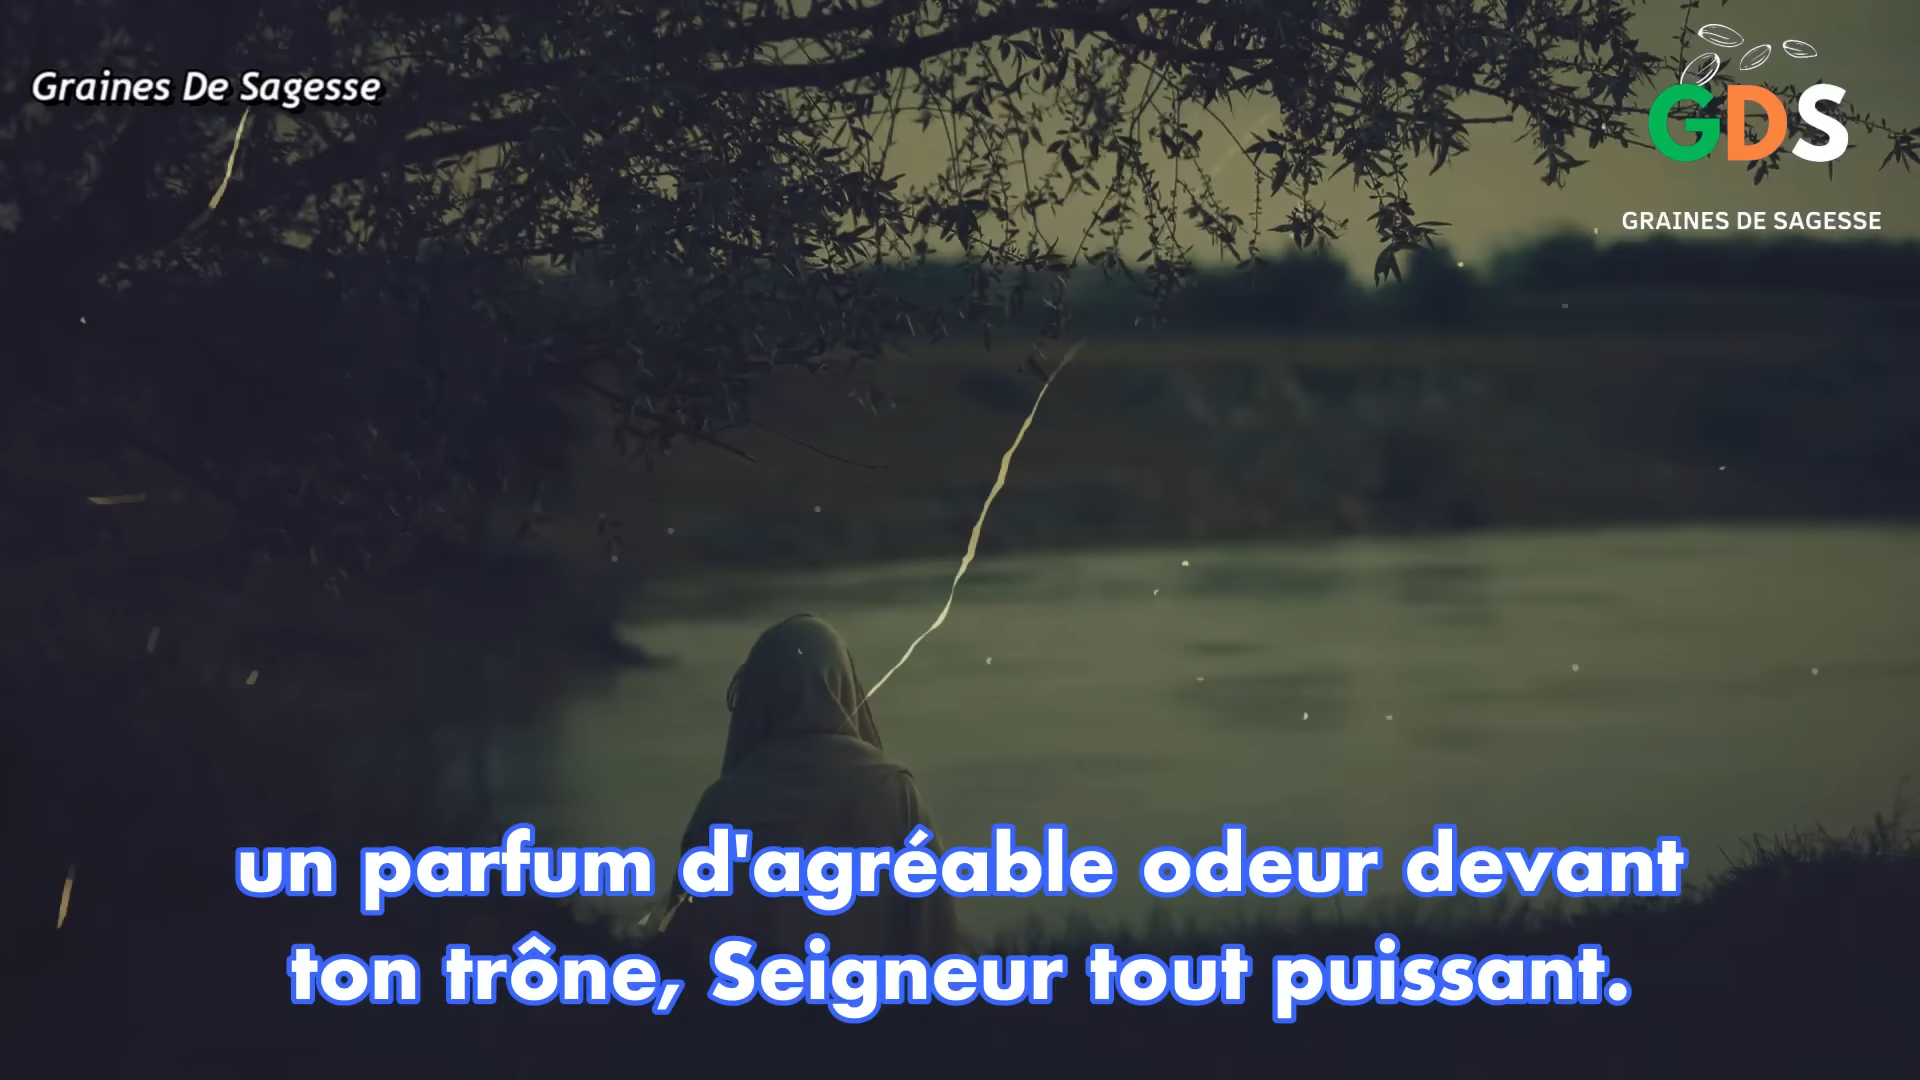 Graines De Sagesse
GDS
GRAINES DE SAGESSE
un parfum d'agréable odeur devant
ton trône, Seigneur tout puissant.